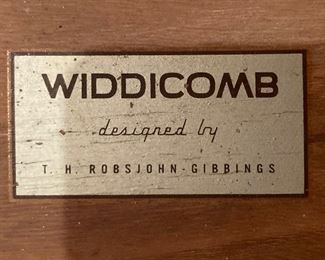 WIDDICOMB
designed by
T. H. ROBSJOHN-GIBBINGS